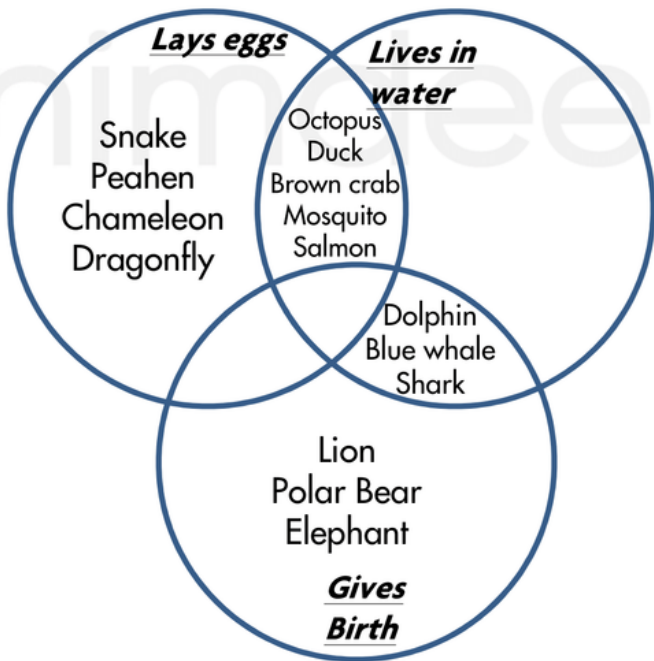 Lays eggs
Lives in
water
Snake
Peahen
Chameleon
Dragonfly
Octopus
Duck
Brown crab
Mosquito
Salmon
Dolphin
Blue whale
Shark
Lion
Polar Bear
Elephant
Gives
Birth